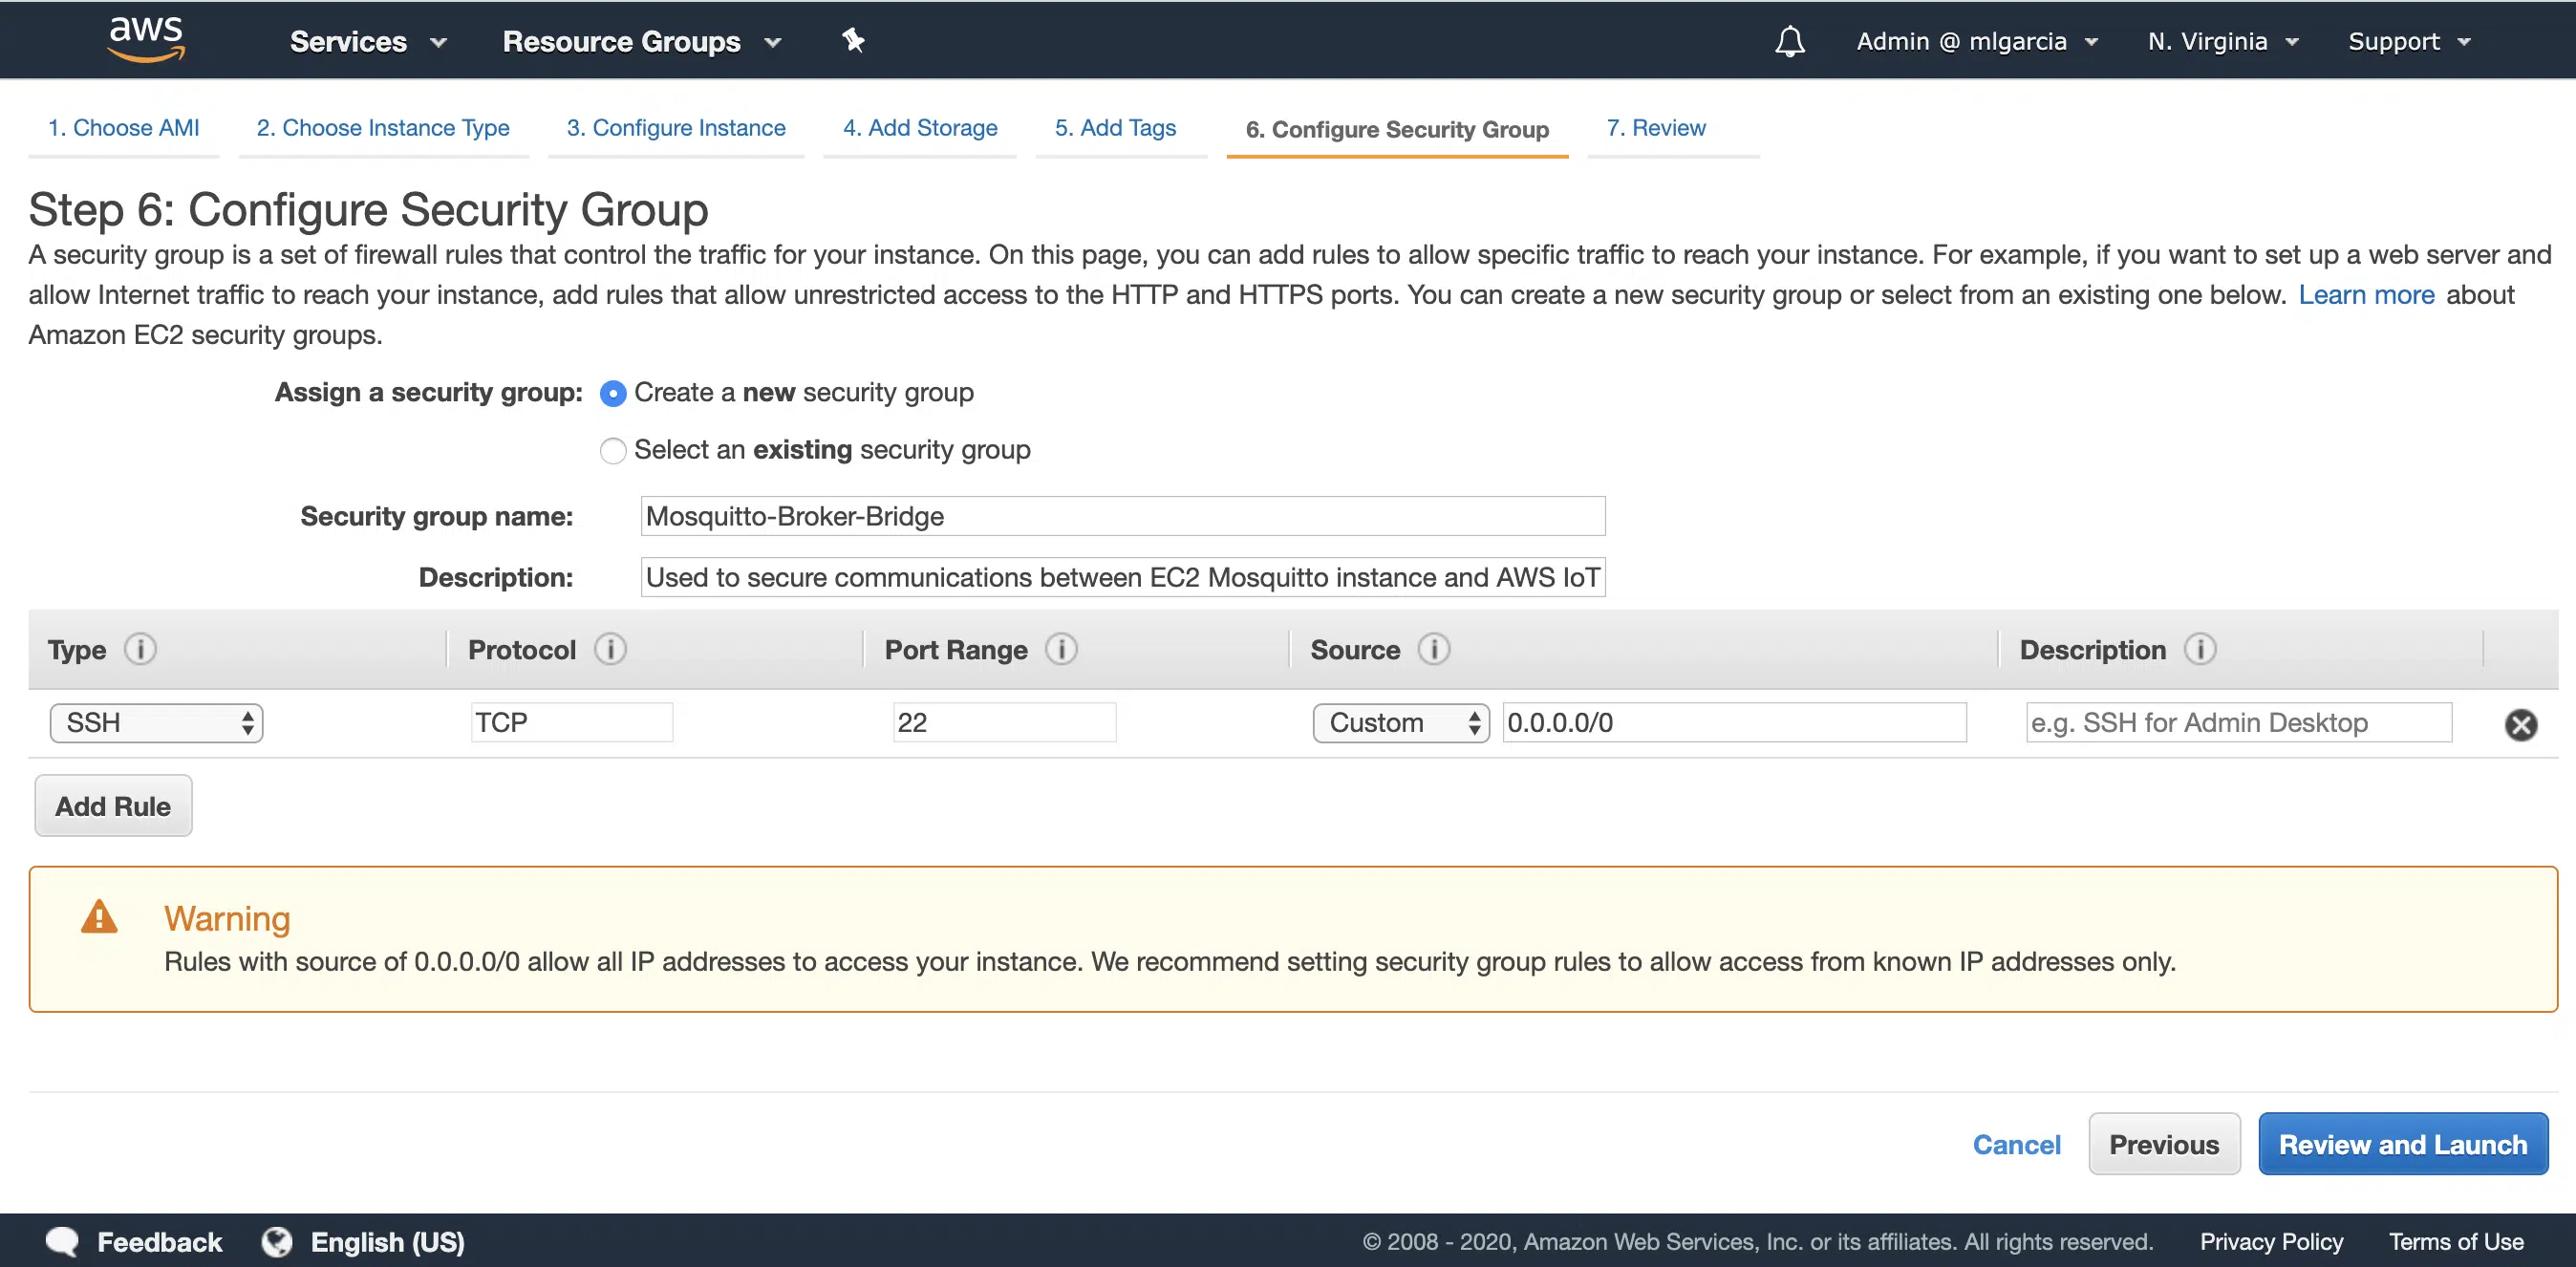 aws Services Resource Groups Admin @ mlgarcia N. Virginia Support
1. Choose AMI 2. Choose Instance Type 3. Configure Instance 4. Add Storage 5. Add Tags 6. Configure Security Group 7. Review
Step 6: Configure Security Group
A security group is a set of firewall rules that control the traffic for your instance. On this page, you can add rules to allow specific traffic to reach your instance. For example, if you want to set up a web server and
allow Internet traffic to reach your instance, add rules that allow unrestricted access to the HTTP and HTTPS ports. You can create a new security group or select from an existing one below. Learn more about
Amazon EC2 security groups.
Assign a security group: Create a new security group
Select an existing security group
Security group name: Mosquitto-Broker-Bridge
Description: Used to secure communications between EC2 Mosquitto instance and AWS IoT
Type i Protocol i Port Range i Source i Description i
SSH TCP 22 Custom 0.0.0.0/0 e.g. SSH for Admin Desktop
Add Rule
Warning
Rules with source of 0.0.0.0/0 allow all IP addresses to access your instance. We recommend setting security group rules to allow access from known IP addresses only.
Cancel Previous Review and Launch
Feedback English (US) © 2008 - 2020, Amazon Web Services, Inc. or its affiliates. All rights reserved. Privacy Policy Terms of Use